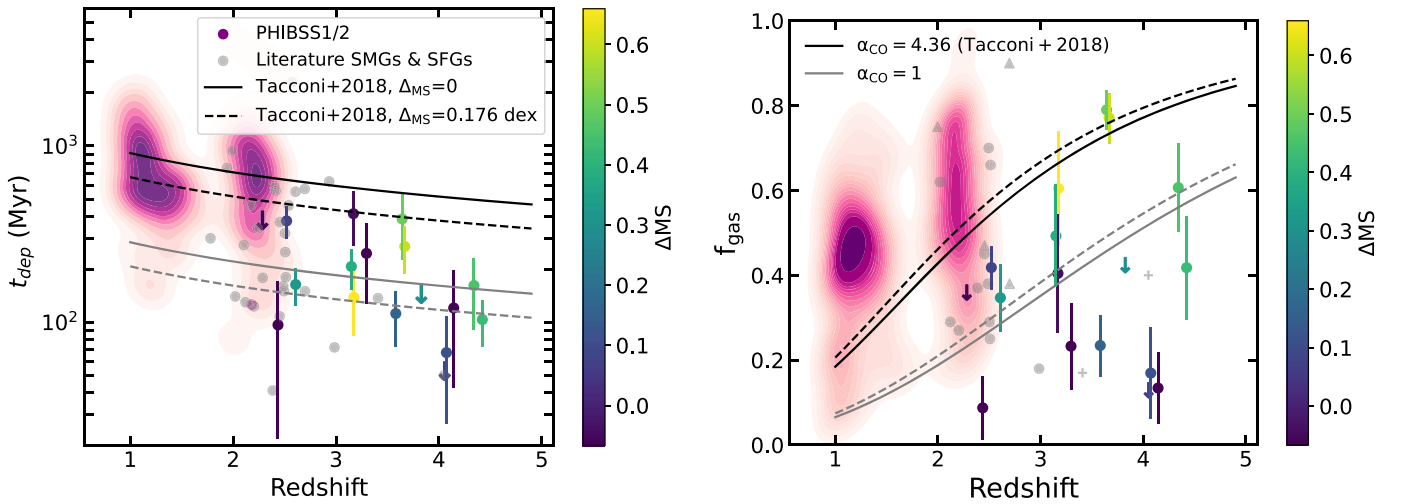 PHIBSS1/2
Literature SMGs & SFGs
Tacconi+2018, Δ_MS=0
Tacconi+2018, Δ_MS=0.176 dex
10³
10²
t_dep (Myr)
1 2 3 4 5
Redshift
0.6
0.5
0.4
0.3
0.2
0.1
0.0
ΔMS
α_CO = 4.36 (Tacconi + 2018)
α_CO = 1
1.0
0.8
0.6
0.4
0.2
0.0
f_gas
1 2 3 4 5
Redshift
0.6
0.5
0.4
0.3
0.2
0.1
0.0
ΔMS